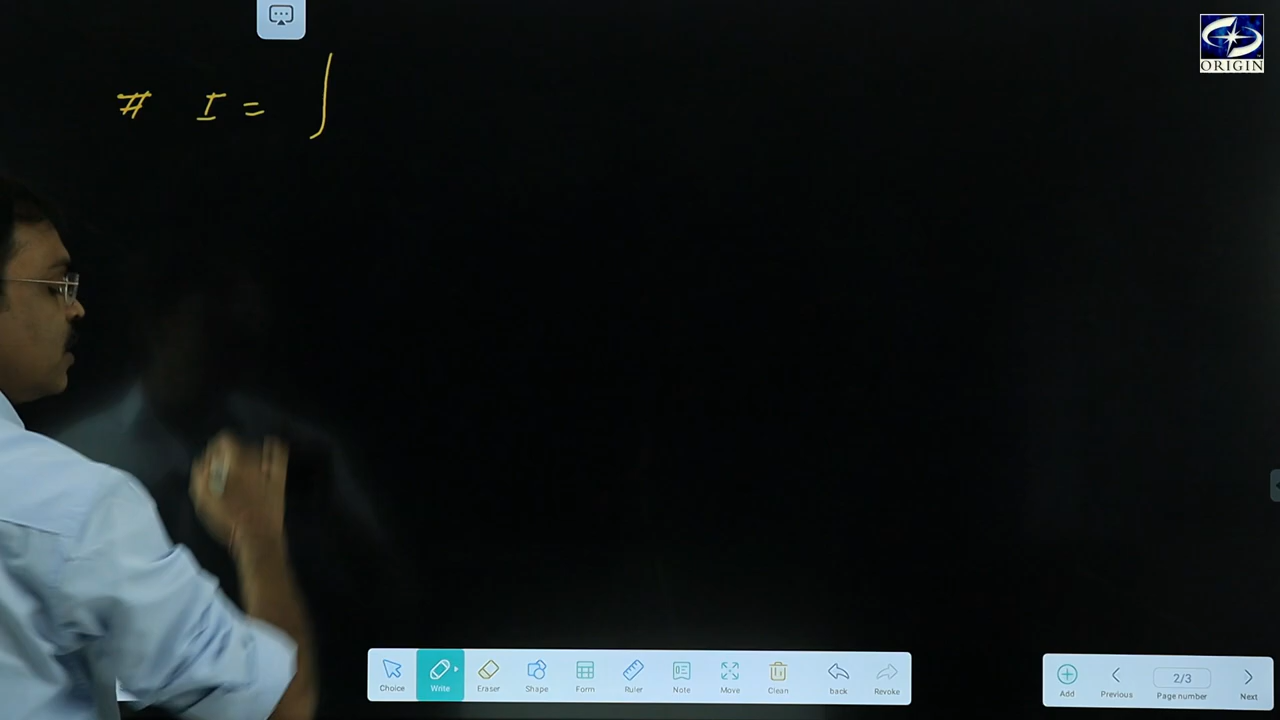 # I = ∫
ORIGIN
Choice Write Eraser Shape Form Ruler Note Move Clean back Revoke
Add Previous 2/3 Page number Next